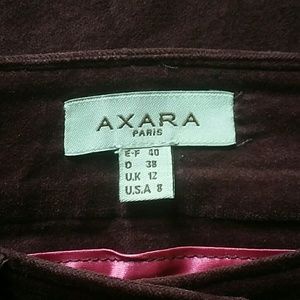 AXARA
PARIS
E-F 40
D 38
U.K 12
U.S.A 8